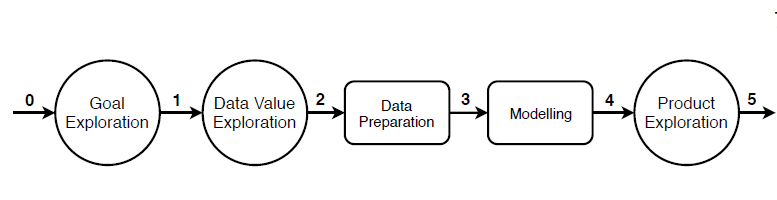 0
Goal
Exploration
1
Data Value
Exploration
2
Data
Preparation
3
Modelling
4
Product
Exploration
5